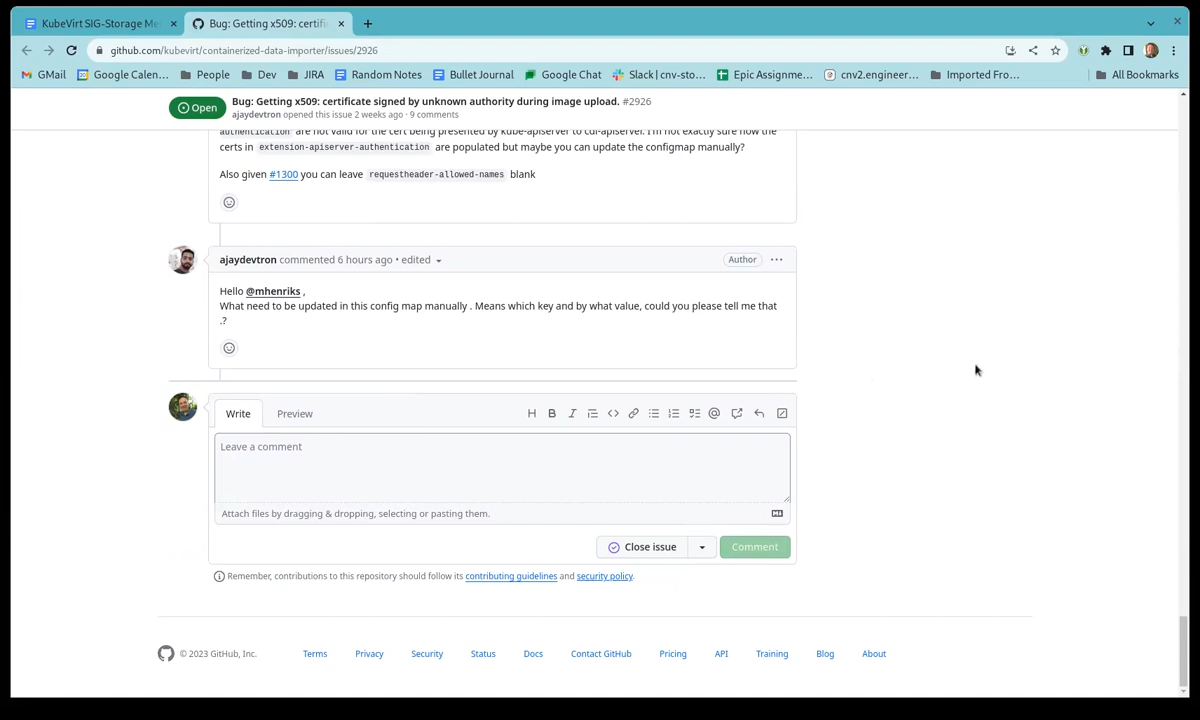 KubeVirt SIG-Storage Me
Bug: Getting x509: certifi
github.com/kubevirt/containerized-data-importer/issues/2926
GMail
Google Calen...
People
Dev
JIRA
Random Notes
Bullet Journal
Google Chat
Slack | cnv-sto...
Epic Assignme...
cnv2.engineer...
Imported Fro...
All Bookmarks
Open
Bug: Getting x509: certificate signed by unknown authority during image upload. #2926
ajaydevtron opened this issue 2 weeks ago · 9 comments
authentication are not valid for the cert being presented by kube-apiserver to cdi-apiserver. I'm not exactly sure how the
certs in extension-apiserver-authentication are populated but maybe you can update the configmap manually?
Also given #1300 you can leave requestheader-allowed-names blank
ajaydevtron commented 6 hours ago • edited
Author
Hello @mhenriks ,
What need to be updated in this config map manually . Means which key and by what value, could you please tell me that
.?
Write
Preview
Leave a comment
Attach files by dragging & dropping, selecting or pasting them.
Close issue
Comment
Remember, contributions to this repository should follow its contributing guidelines and security policy.
© 2023 GitHub, Inc.
Terms
Privacy
Security
Status
Docs
Contact GitHub
Pricing
API
Training
Blog
About